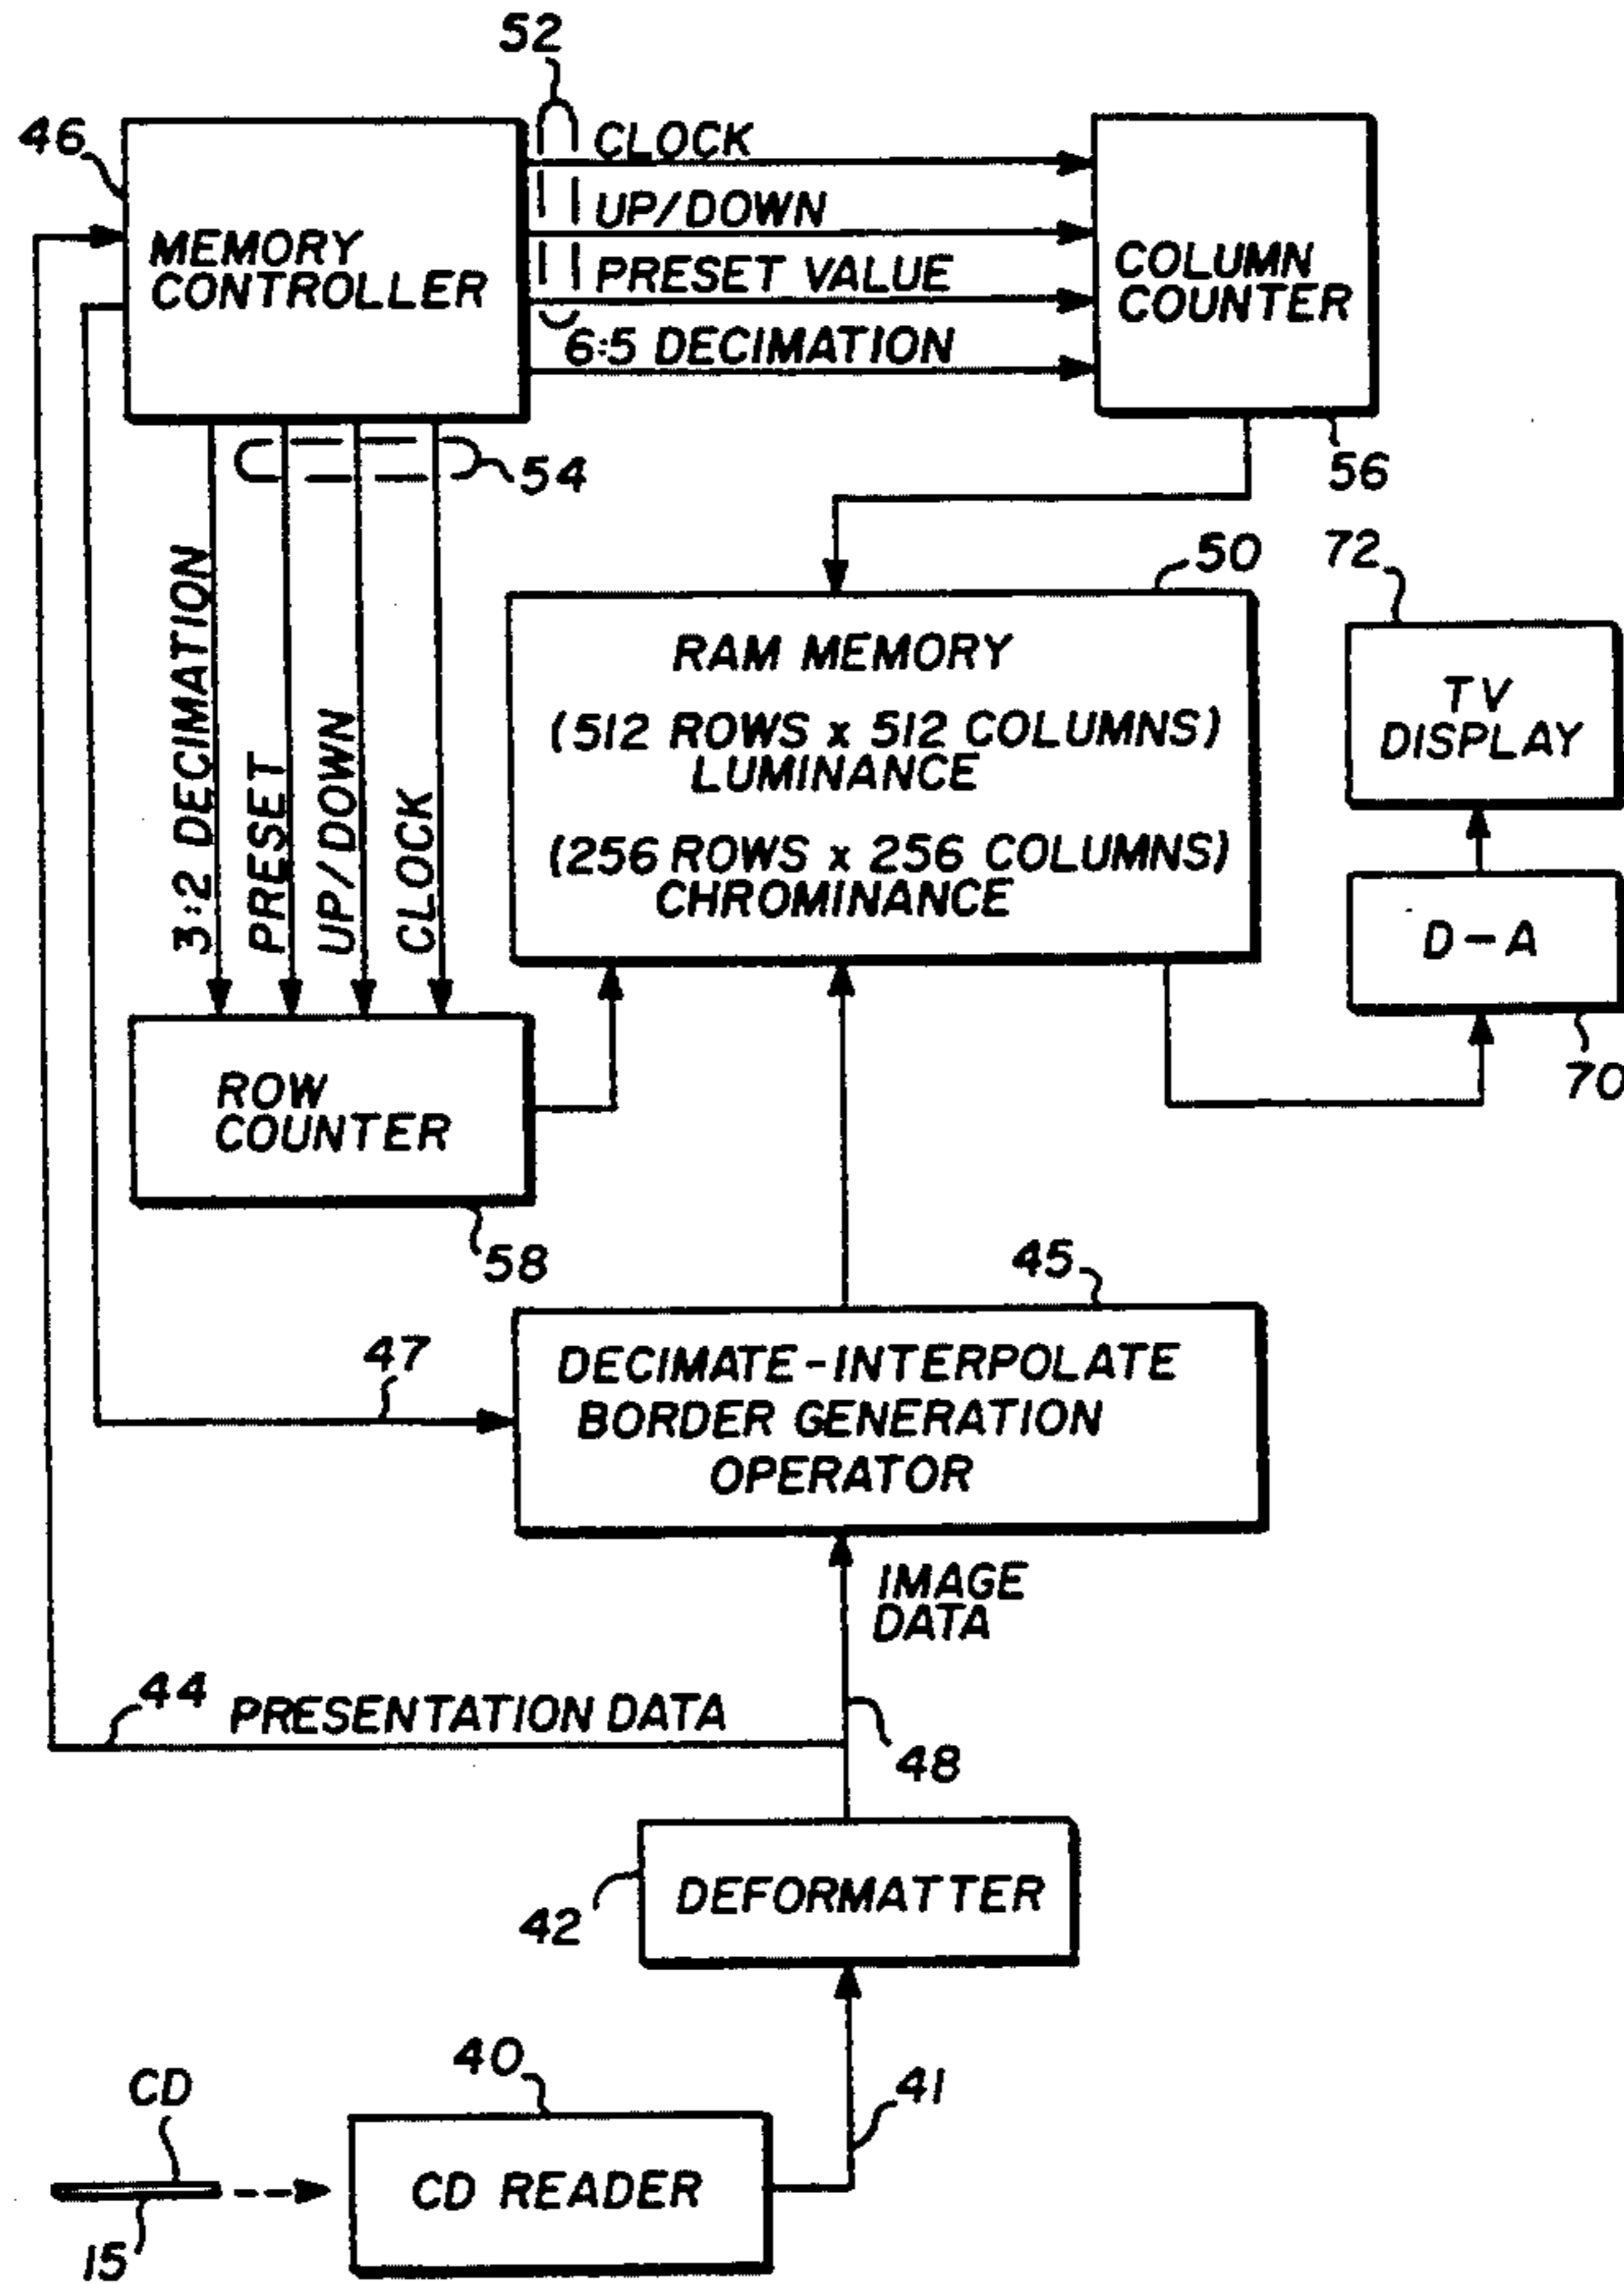 52
46
CLOCK
UP/DOWN
PRESET VALUE
6:5 DECIMATION
MEMORY
CONTROLLER
COLUMN
COUNTER
54
56
3:2 DECIMATION
PRESET
UP/DOWN
CLOCK
50
72
RAM MEMORY
(512 ROWS x 512 COLUMNS)
LUMINANCE
(256 ROWS x 256 COLUMNS)
CHROMINANCE
TV
DISPLAY
D-A
70
ROW
COUNTER
58
45
47
DECIMATE-INTERPOLATE
BORDER GENERATION
OPERATOR
IMAGE
DATA
44
PRESENTATION DATA
48
DEFORMATTER
42
40
41
CD
CD READER
15